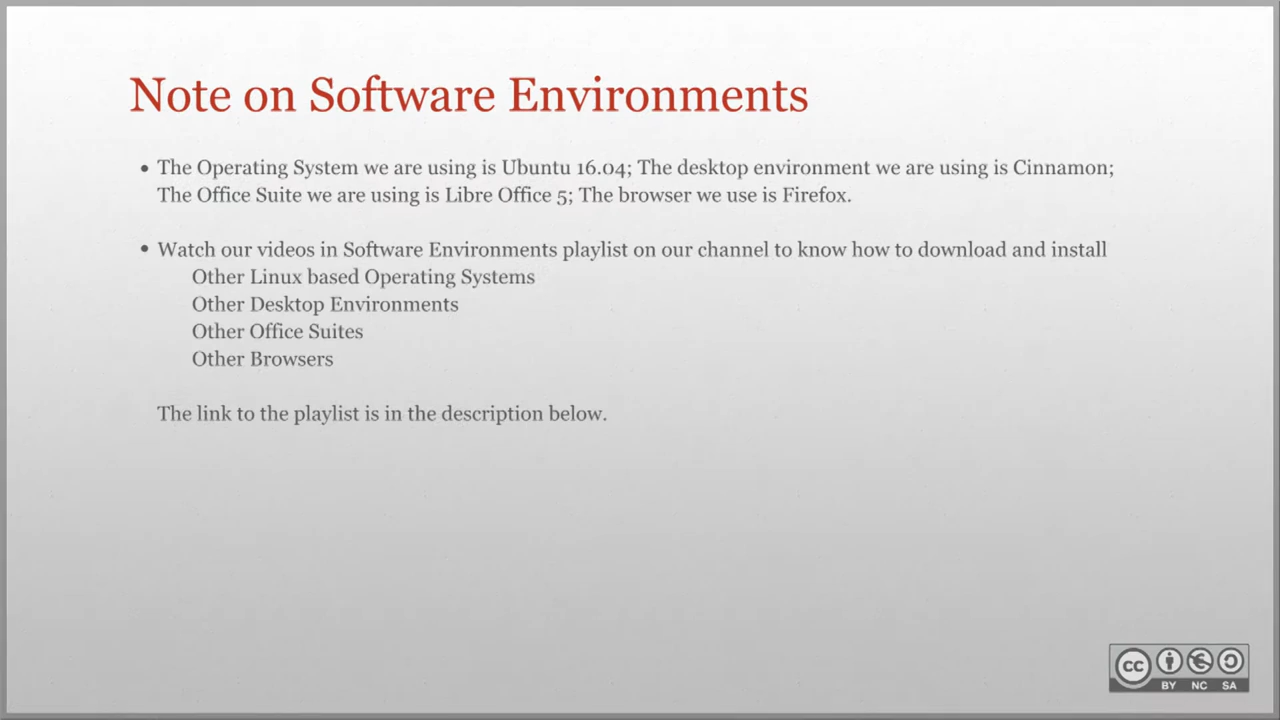 Note on Software Environments
• The Operating System we are using is Ubuntu 16.04; The desktop environment we are using is Cinnamon;
The Office Suite we are using is Libre Office 5; The browser we use is Firefox.
• Watch our videos in Software Environments playlist on our channel to know how to download and install
Other Linux based Operating Systems
Other Desktop Environments
Other Office Suites
Other Browsers
The link to the playlist is in the description below.
cc
BY NC SA